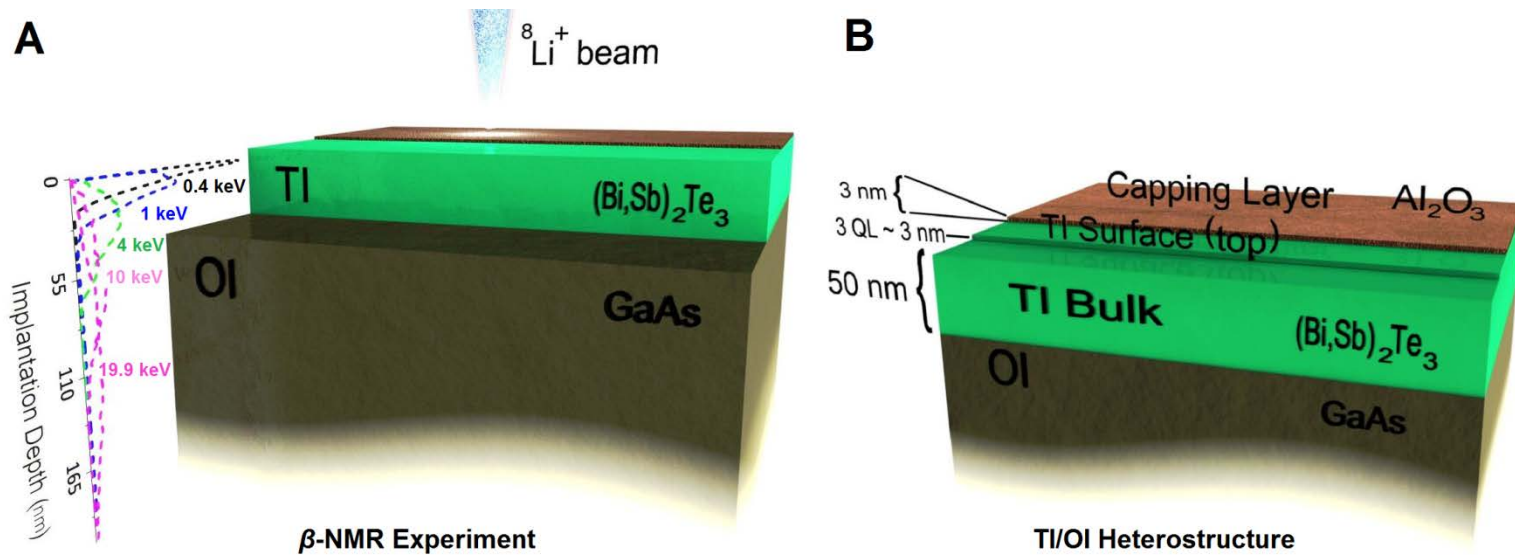 A
⁸Li⁺ beam
0
0.4 keV
1 keV
4 keV
55
10 keV
19.9 keV
110
165
Implantation Depth (nm)
TI
(Bi,Sb)₂Te₃
OI
GaAs
β-NMR Experiment
B
3 nm
Capping Layer Al₂O₃
3 QL ~ 3 nm
TI Surface (top)
50 nm
TI Bulk
(Bi,Sb)₂Te₃
OI
GaAs
TI/OI Heterostructure